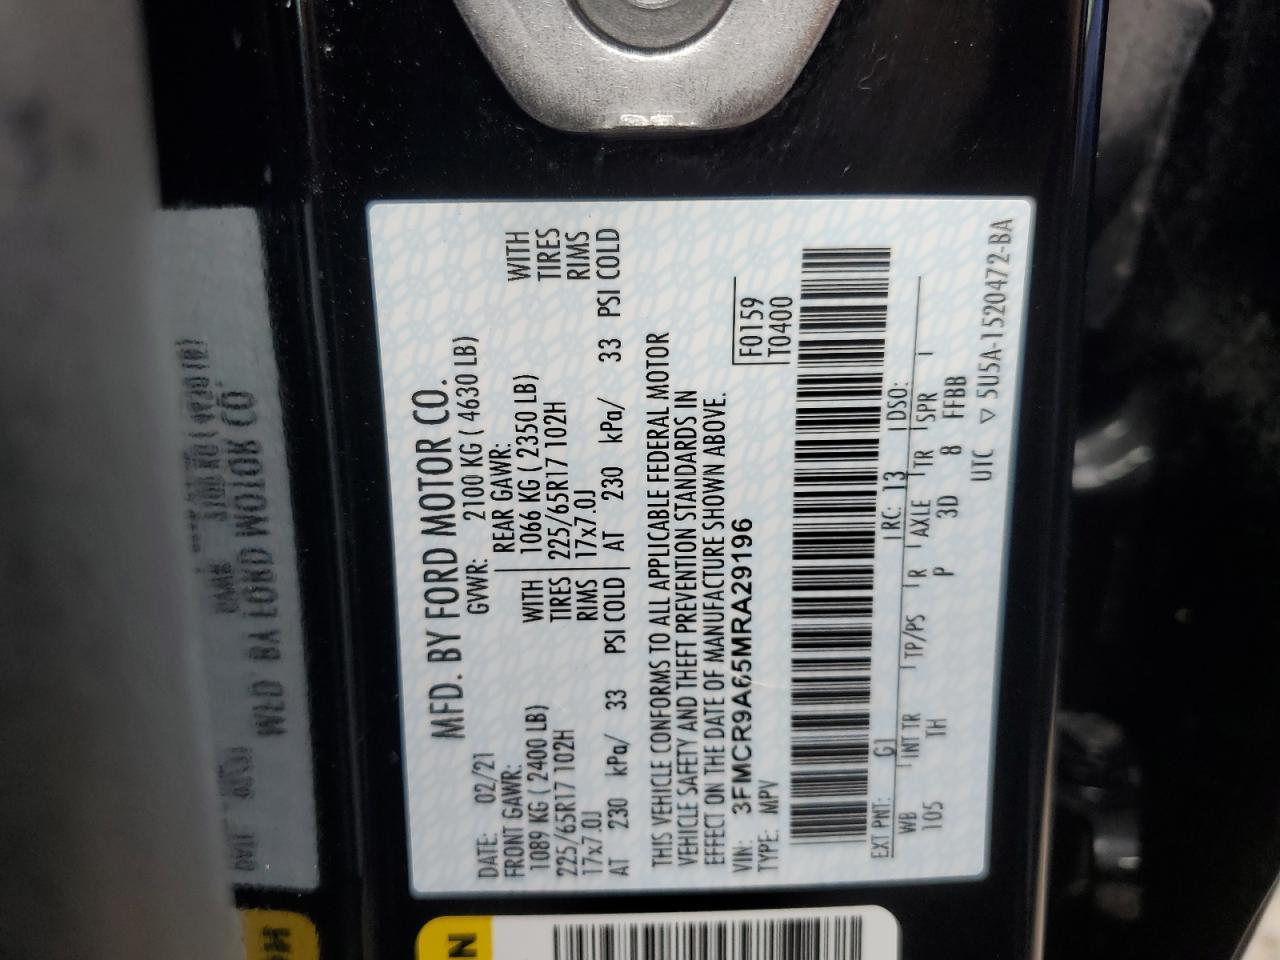 MFD. BY FORD MOTOR CO.
DATE: 02/21 GVWR: 2100 KG ( 4630 LB)
FRONT GAWR: REAR GAWR:
1089 KG ( 2400 LB) WITH 1066 KG ( 2350 LB) WITH
225/65R17 102H TIRES 225/65R17 102H TIRES
17x7.0J RIMS 17x7.0J RIMS
AT 230 kPa/ 33 PSI COLD AT 230 kPa/ 33 PSI COLD
THIS VEHICLE CONFORMS TO ALL APPLICABLE FEDERAL MOTOR
VEHICLE SAFETY AND THEFT PREVENTION STANDARDS IN
EFFECT ON THE DATE OF MANUFACTURE SHOWN ABOVE.
VIN: 3FMCR9A65MRA29196 F0159
TYPE: MPV T0400
EXT PNT: G1 RC: 13 DSO:
WB INT TR TP/PS R AXLE TR SPR
105 TH P 3D 8 FFBB
UTC ▽ 5U5A-1520472-BA
N